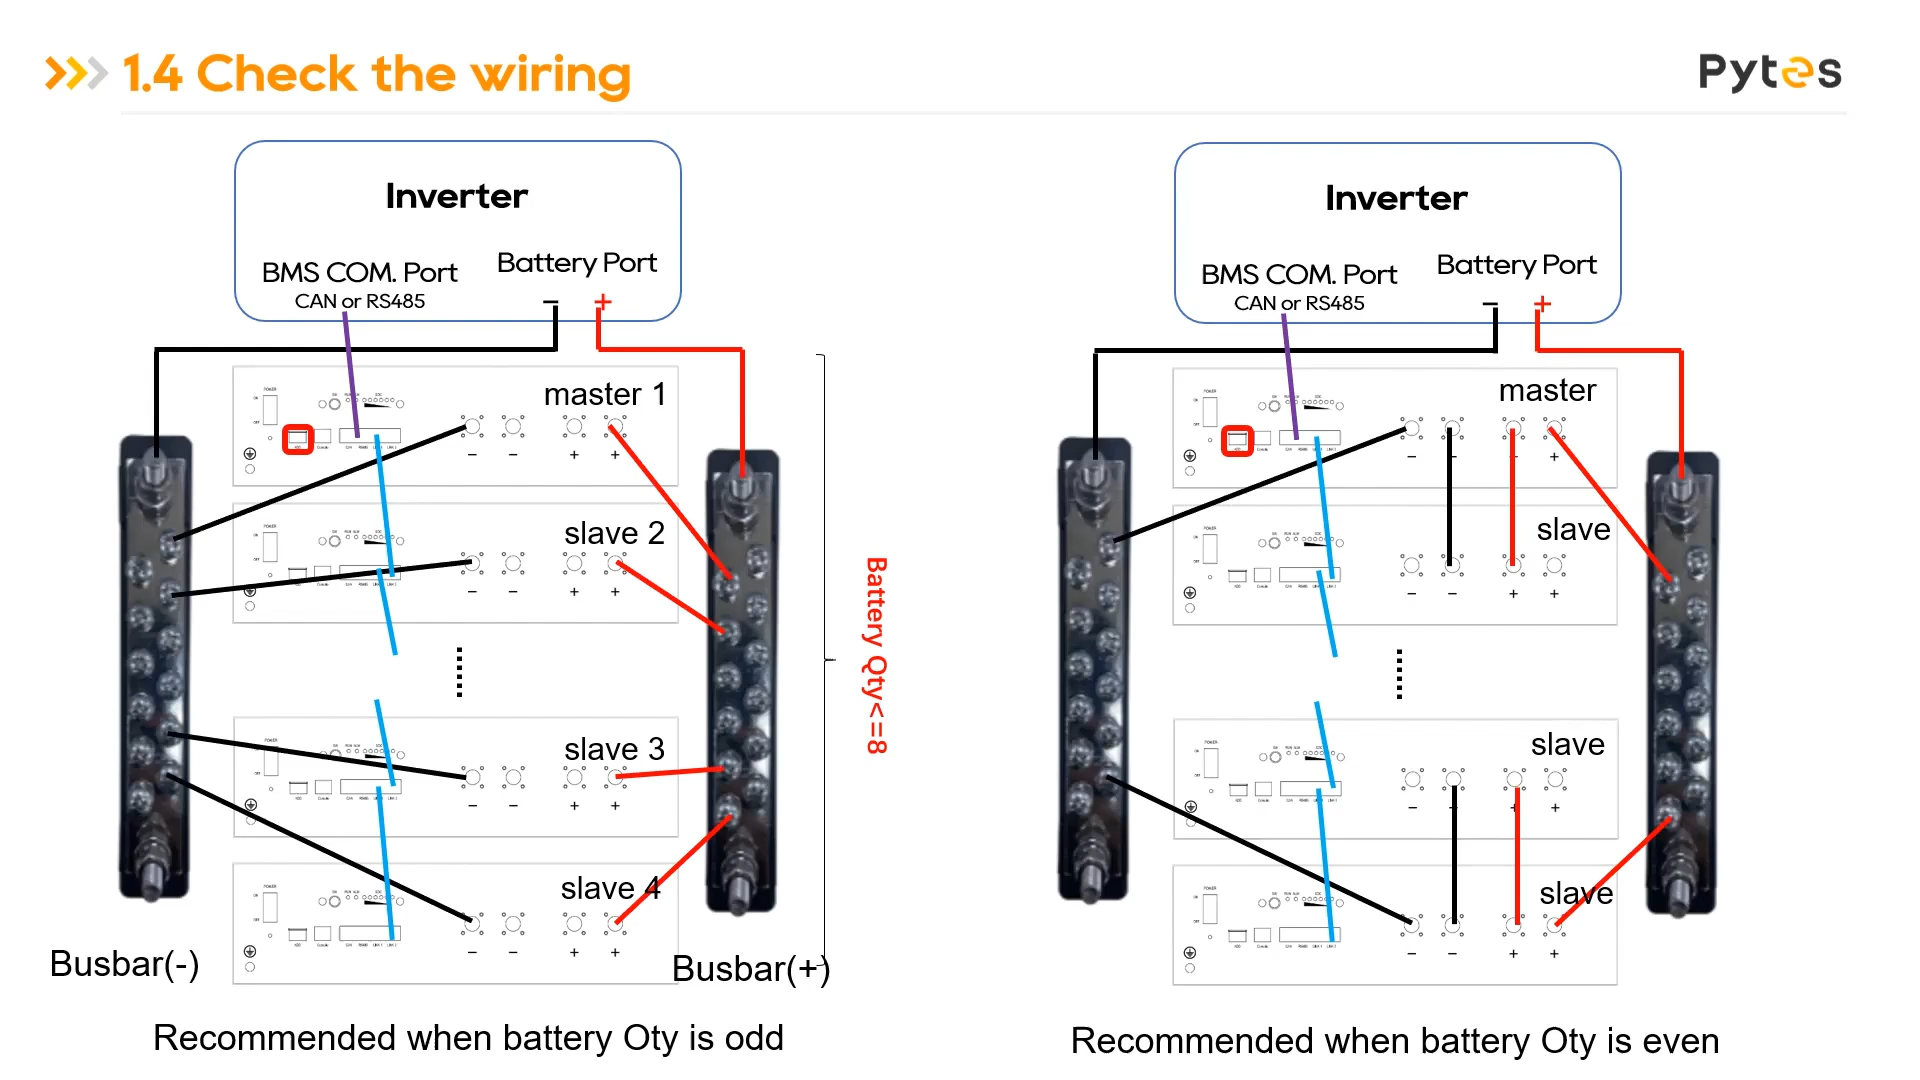 1.4 Check the wiring
Pytes
Inverter
BMS COM. Port
CAN or RS485
Battery Port
−
+
master 1
− − + +
slave 2
− − + +
slave 3
− − + +
slave 4
− − + +
Busbar(-)
Busbar(+)
Battery Qty<=8
Recommended when battery Oty is odd
Inverter
BMS COM. Port
CAN or RS485
Battery Port
−
+
master
− − + +
slave
− − + +
slave
− − + +
slave
− − + +
Recommended when battery Oty is even